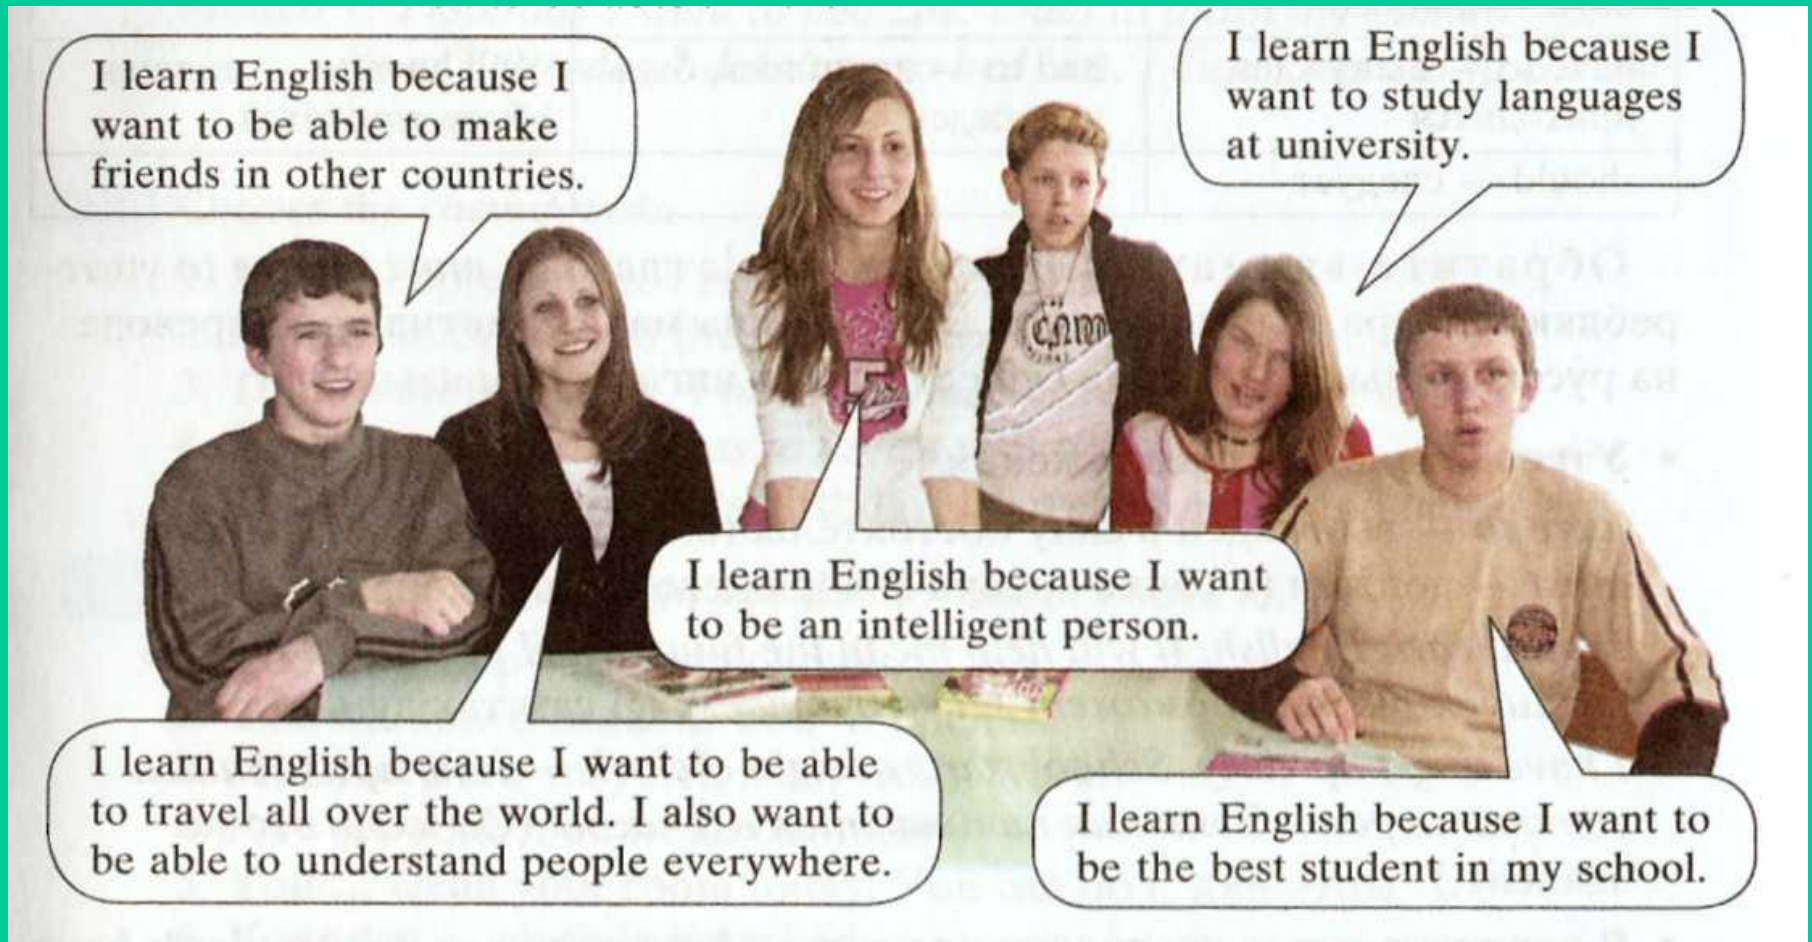 I learn English because I
want to be able to make
friends in other countries.
I learn English because I
want to study languages
at university.
I learn English because I want
to be an intelligent person.
I learn English because I want to be able
to travel all over the world. I also want to
be able to understand people everywhere.
I learn English because I want to
be the best student in my school.